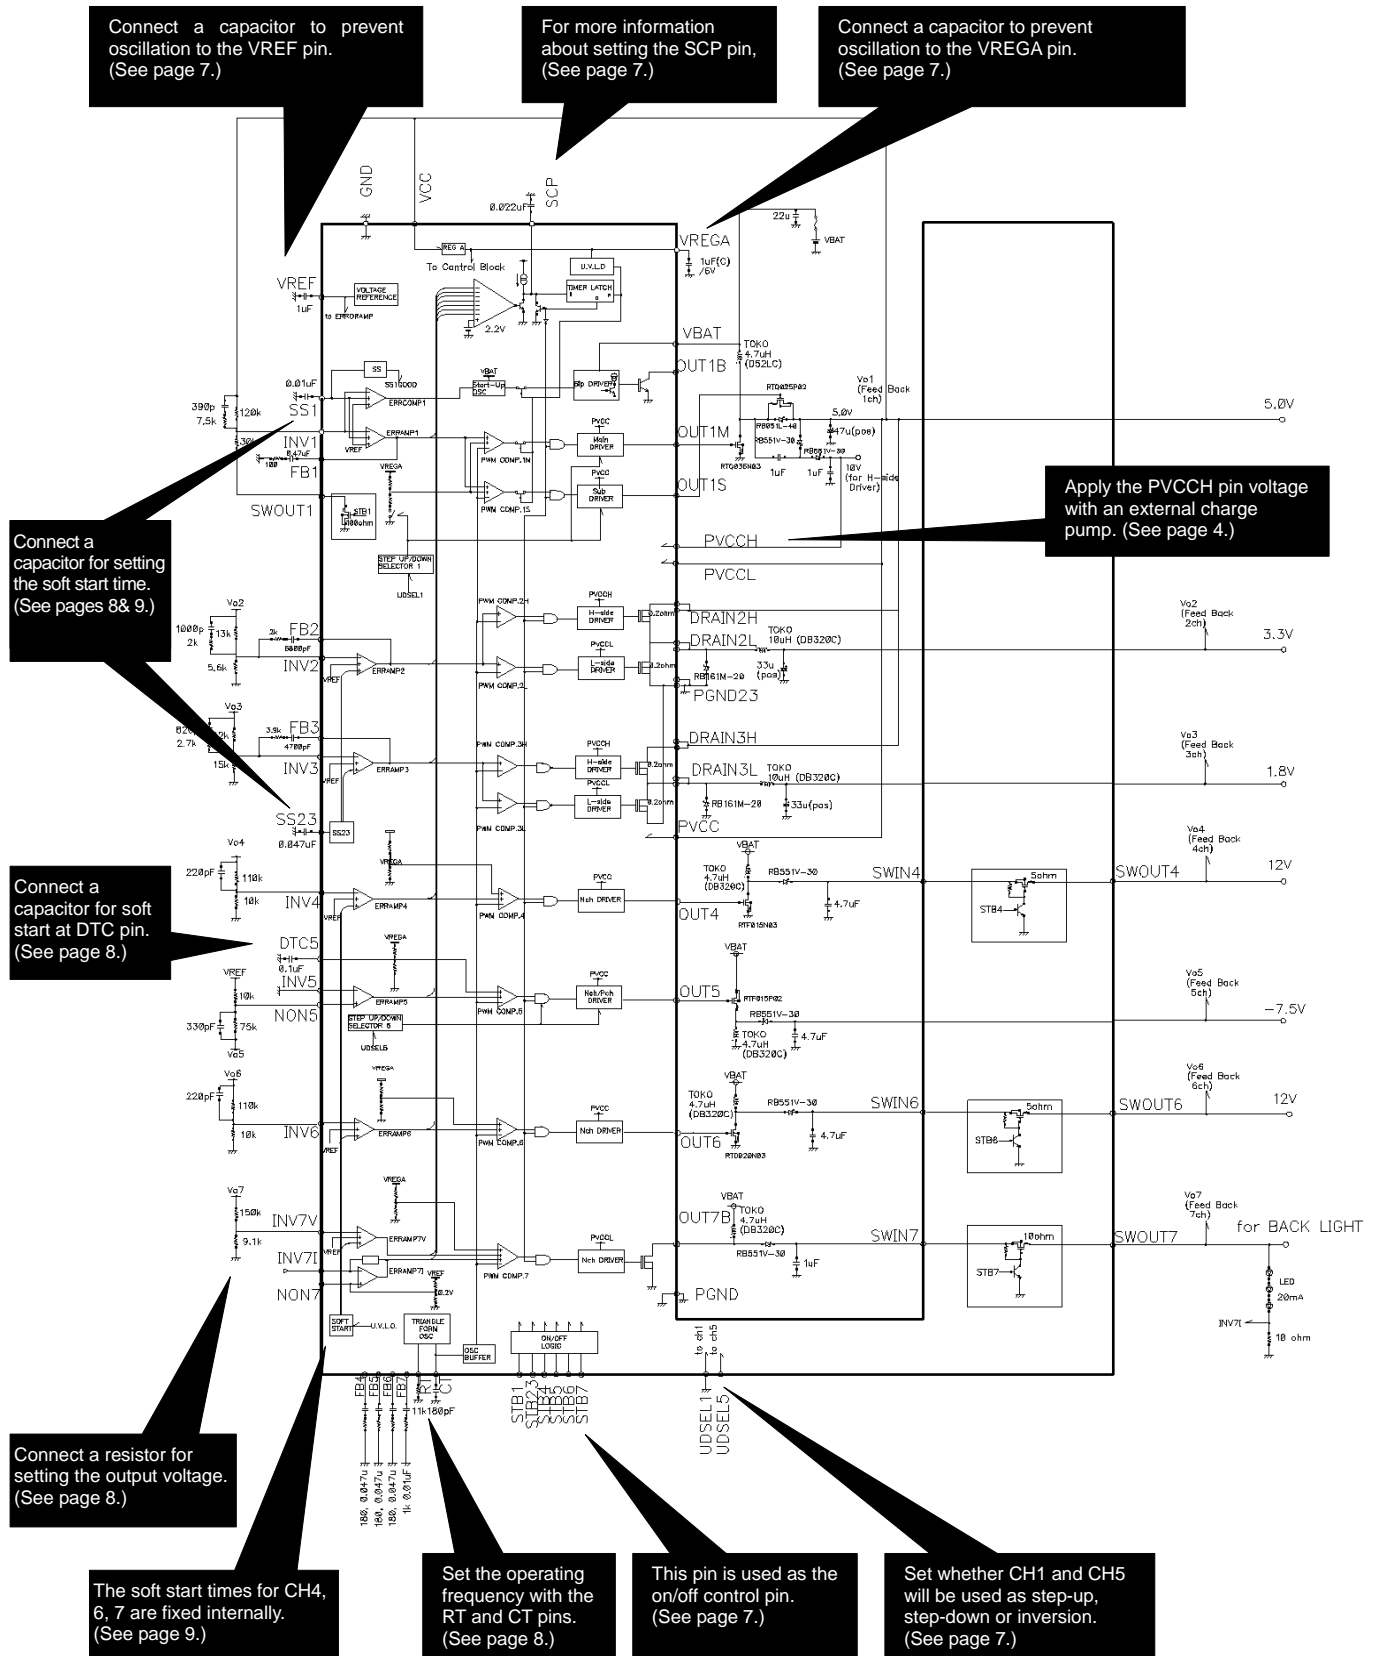 Connect a capacitor to prevent
oscillation to the VREF pin.
(See page 7.)
For more information
about setting the SCP pin,
(See page 7.)
Connect a capacitor to prevent
oscillation to the VREGA pin.
(See page 7.)
GND
VCC
SCP
0.022uF
22u
VBAT
VREGA
1uF(C)
/6V
REG A
To Control Block
U.V.L.O
TIMER LATCH
2.2V
VREF
1uF
VOLTAGE
REFERENCE
to ERRORAMP
VBAT
TOKO
4.7uH
(D52LC)
OUT1B
SS
SS1GOOD
VBAT
Start-Up
OSC
ERRCOMP1
0.01uF
SS1
390p
7.5k
120k
INV1
30k
0.47uF
100
FB1
VREF
ERRAMP1
VREGA
PWM COMP.1M
PVCC
Main
DRIVER
OUT1M
PWM COMP.1S
PVCC
Sub
DRIVER
OUT1S
RTQ025P02
Vo1
(Feed Back
1ch)
5.0V
5.0V
RB051L-40
47u(pos)
RB551V-30
RTQ035N03
1uF
1uF
10V
(for H-side
Driver)
SWOUT1
STB1
100ohm
STEP UP/DOWN
SELECTOR 1
UDSEL1
Apply the PVCCH pin voltage
with an external charge
pump. (See page 4.)
PVCCH
PVCCL
Connect a
capacitor for setting
the soft start time.
(See pages 8& 9.)
Vo2
1000p
2k
13k
5.6k
FB2
2k
6800pF
INV2
VREF
ERRAMP2
PWM COMP.2H
PVCCH
H-side
DRIVER
0.2ohm
PWM COMP.2L
PVCCL
L-side
DRIVER
0.2ohm
DRAIN2H
DRAIN2L
TOKO
10uH (DB320C)
RB161M-20
33u
(pos)
PGND23
Vo2
(Feed Back
2ch)
3.3V
Vo3
2.7k
15k
FB3
3.9k
4700pF
INV3
VREF
ERRAMP3
PWM COMP.3H
PVCCH
H-side
DRIVER
0.2ohm
PVCCL
L-side
DRIVER
0.2ohm
PWM COMP.3L
DRAIN3H
DRAIN3L
TOKO
10uH (DB320C)
RB161M-20
33u(pos)
PVCC
Vo3
(Feed Back
3ch)
1.8V
SS23
0.047uF
SS23
Connect a
capacitor for soft
start at DTC pin.
(See page 8.)
Vo4
220pF
110k
10k
INV4
VREF
ERRAMP4
VREGA
PWM COMP.4
PVCC
Nch DRIVER
OUT4
VBAT
TOKO
4.7uH
(DB320C)
RB551V-30
RTF015N03
4.7uF
SWIN4
STB4
5ohm
SWOUT4
Vo4
(Feed Back
4ch)
12V
DTC5
0.1uF
INV5
NON5
VREF
10k
330pF
75k
Vo5
VREGA
ERRAMP5
STEP UP/DOWN
SELECTOR 5
UDSEL5
PWM COMP.5
PVCC
Nch/Pch
DRIVER
OUT5
VBAT
RTF015P02
RB551V-30
TOKO
4.7uH
(DB320C)
4.7uF
Vo5
(Feed Back
5ch)
-7.5V
Vo6
220pF
110k
10k
INV6
VREF
ERRAMP6
VREGA
PWM COMP.6
PVCC
Nch DRIVER
OUT6
VBAT
TOKO
4.7uH
(DB320C)
RB551V-30
RTD020N03
4.7uF
SWIN6
STB6
5ohm
SWOUT6
Vo6
(Feed Back
6ch)
12V
Vo7
150k
9.1k
INV7V
INV7I
NON7
VREF
ERRAMP7V
ERRAMP7I
VREGA
VREF
0.2V
PWM COMP.7
PVCCL
Nch DRIVER
OUT7B
VBAT
TOKO
4.7uH
(DB320C)
RB551V-30
1uF
SWIN7
STB7
10ohm
SWOUT7
Vo7
(Feed Back
7ch)
for BACK LIGHT
LED
20mA
INV7I
10 ohm
PGND
SOFT
START
U.V.L.O.
TRIANGLE
FORM
OSC
OSC
BUFFER
ON/OFF
LOGIC
to ch1
to ch5
FB4
FB5
FB6
FB7
RT
CT
11k
180pF
STB1
STB23
STB4
STB5
STB6
STB7
UDSEL1
UDSEL5
180, 0.047u
180, 0.047u
180, 0.047u
1k 0.01uF
Connect a resistor for
setting the output voltage.
(See page 8.)
The soft start times for CH4,
6, 7 are fixed internally.
(See page 9.)
Set the operating
frequency with the
RT and CT pins.
(See page 8.)
This pin is used as the
on/off control pin.
(See page 7.)
Set whether CH1 and CH5
will be used as step-up,
step-down or inversion.
(See page 7.)